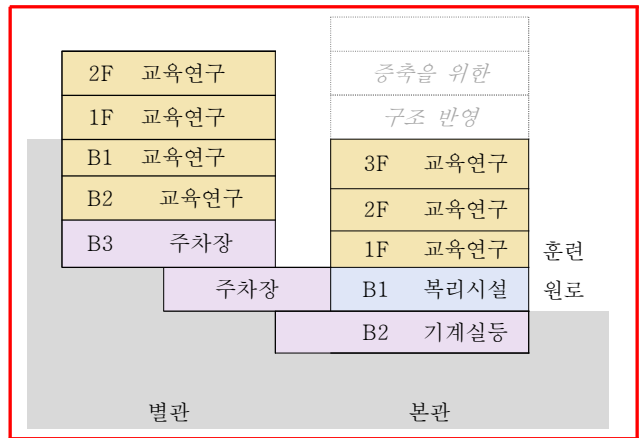 2F 교육연구
1F 교육연구
B1 교육연구
B2 교육연구
B3 주차장
주차장
증축을 위한
구조 반영
3F 교육연구
2F 교육연구
1F 교육연구
B1 복리시설
B2 기계실등
훈련
원로
별관
본관